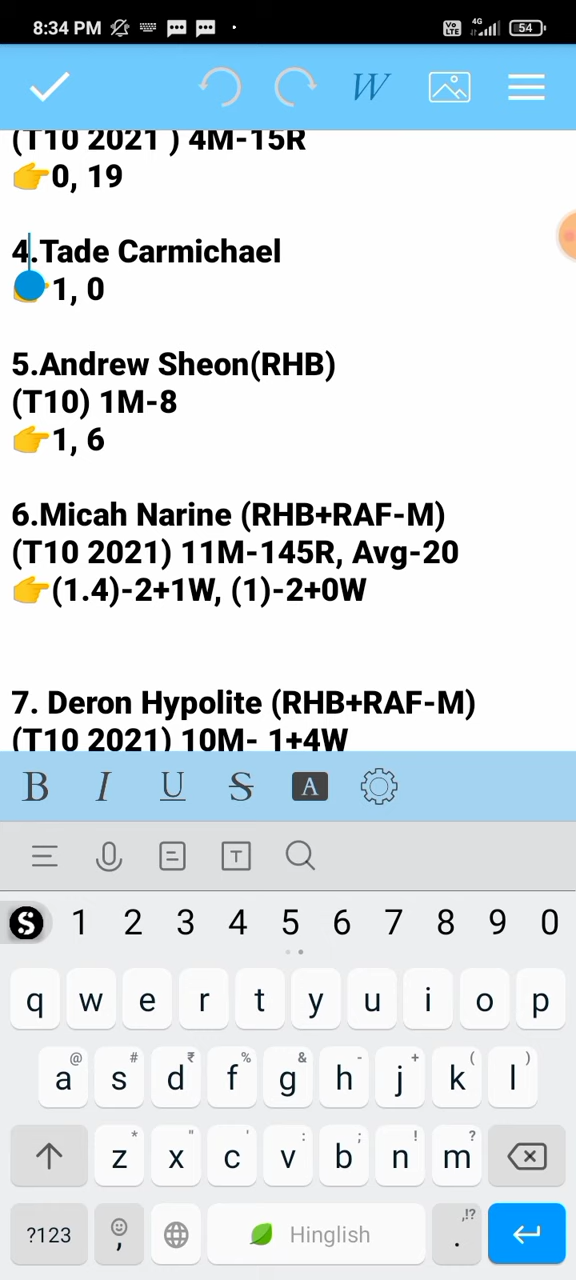 8:34 PM
Vo LTE
4G
54
W
(T10 2021 ) 4M-15R
👉0, 19
4.Tade Carmichael
👉1, 0
5.Andrew Sheon(RHB)
(T10) 1M-8
👉1, 6
6.Micah Narine (RHB+RAF-M)
(T10 2021) 11M-145R, Avg-20
👉(1.4)-2+1W, (1)-2+0W
7. Deron Hypolite (RHB+RAF-M)
(T10 2021) 10M- 1+4W
B I U S A
T
S 1 2 3 4 5 6 7 8 9 0
q w e r t y u i o p
@ # ₹ % & - + ( )
a s d f g h j k l
* " ' : ; ! ?
z x c v b n m
?123 , Hinglish ,!? .